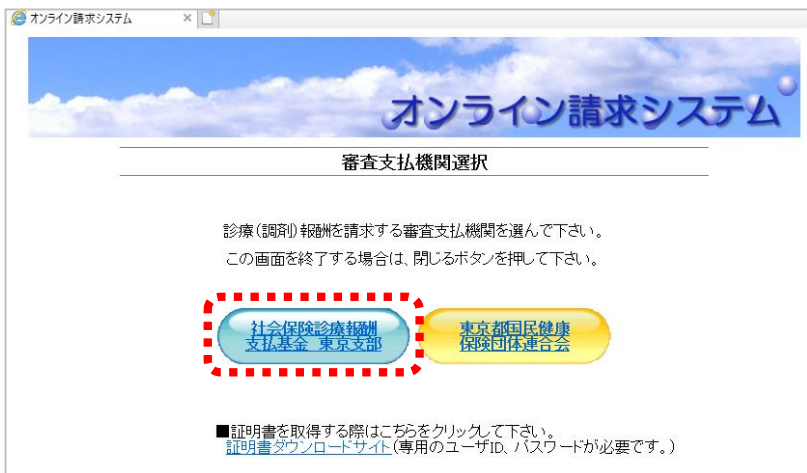 オンライン請求システム
オンライン請求システム
審査支払機関選択
診療(調剤)報酬を請求する審査支払機関を選んで下さい。
この画面を終了する場合は、閉じるボタンを押して下さい。
社会保険診療報酬
支払基金 東京支部
東京都国民健康
保険団体連合会
■証明書を取得する際はこちらをクリックして下さい。
証明書ダウンロードサイト(専用のユーザID、パスワードが必要です。)